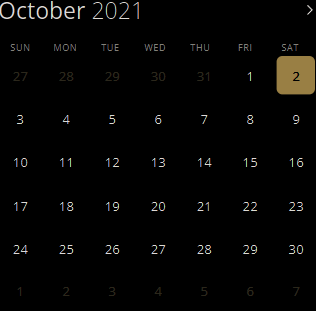 October 2021
SUN MON TUE WED THU FRI SAT
27 28 29 30 31 1 2
3 4 5 6 7 8 9
10 11 12 13 14 15 16
17 18 19 20 21 22 23
24 25 26 27 28 29 30
1 2 3 4 5 6 7